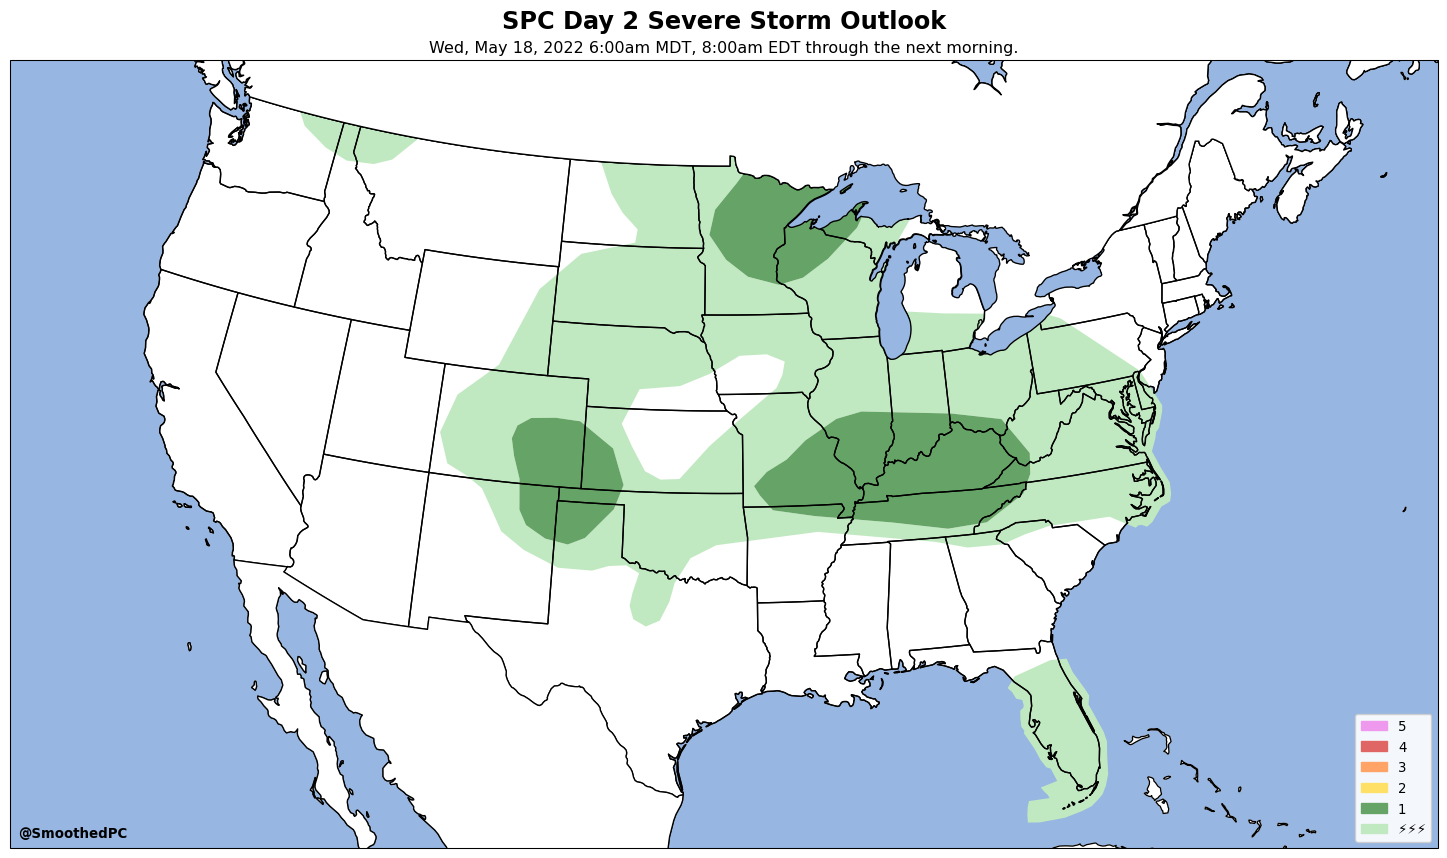 SPC Day 2 Severe Storm Outlook
Wed, May 18, 2022 6:00am MDT, 8:00am EDT through the next morning.
5
4
3
2
1
⚡⚡⚡
@SmoothedPC